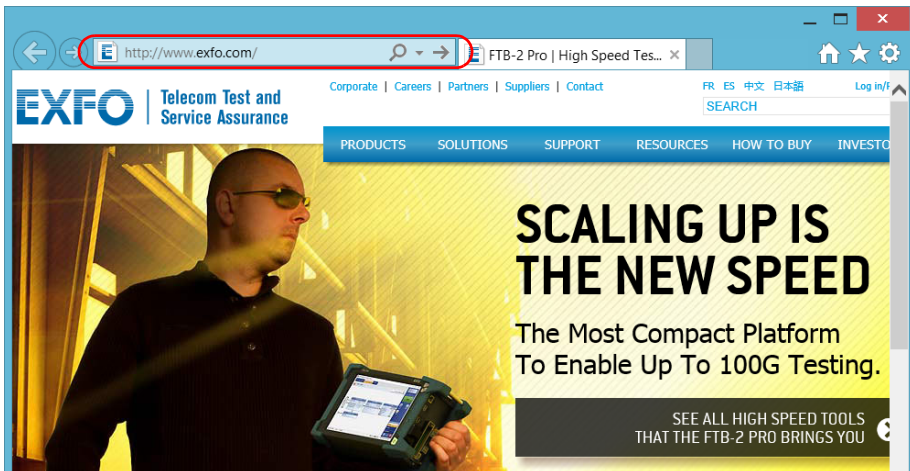 http://www.exfo.com/
FTB-2 Pro | High Speed Tes...
EXFO
Telecom Test and
Service Assurance
Corporate | Careers | Partners | Suppliers | Contact
FR ES 中文 日本語
Log in/
SEARCH
PRODUCTS SOLUTIONS SUPPORT RESOURCES HOW TO BUY INVESTO
SCALING UP IS
THE NEW SPEED
The Most Compact Platform
To Enable Up To 100G Testing.
SEE ALL HIGH SPEED TOOLS
THAT THE FTB-2 PRO BRINGS YOU